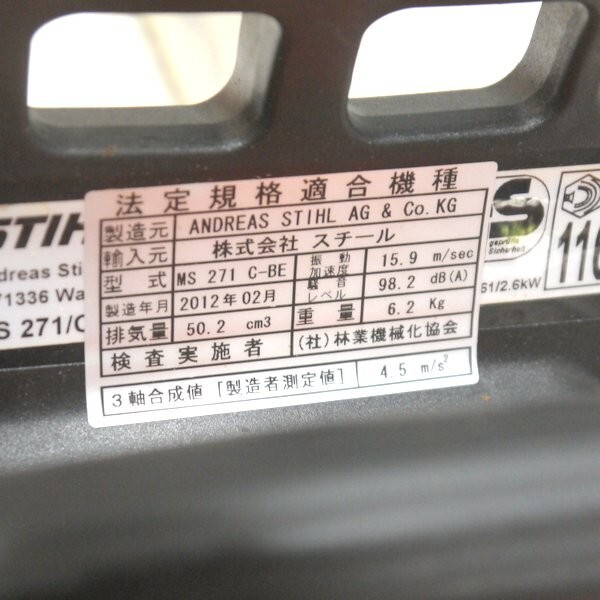 法定規格適合機種
製造元 ANDREAS STIHL AG & Co.KG
輸入元 株式会社 スチール
型式 MS 271 C-BE 振動加速度 15.9 m/sec
製造年月 2012年02月 騒音レベル 98.2 dB(A)
排気量 50.2 cm3 重量 6.2 Kg
検査実施者 (社)林業機械化協会
3軸合成値 [製造者測定値] 4.5 m/s²
STIH
ndreas Sti
71336 Wa
S 271/C
S
geprüfte
Sicherheit
61/2.6kW
110